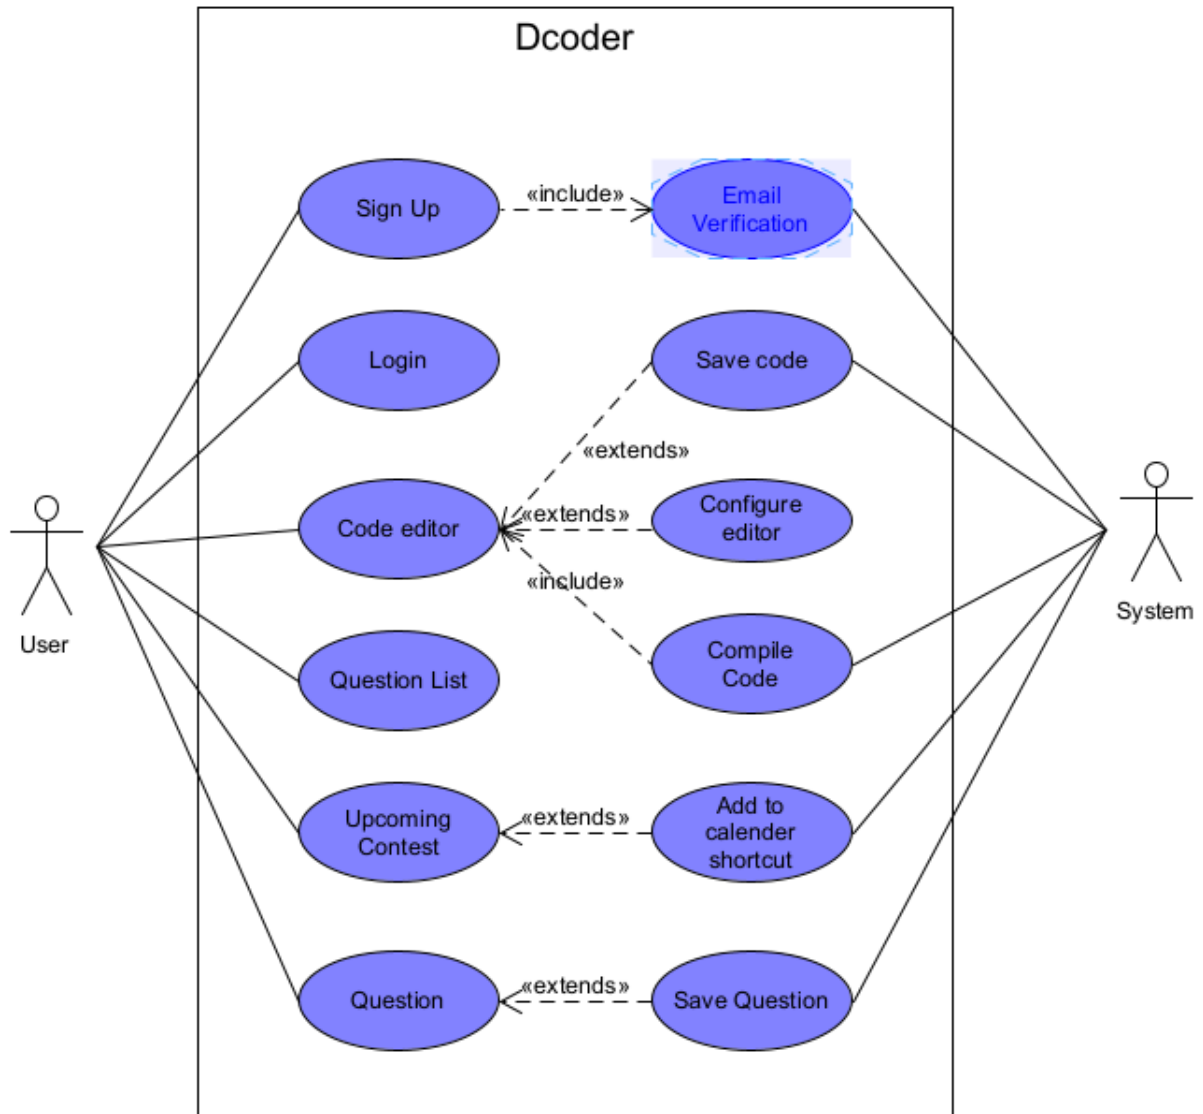 Dcoder
Sign Up
«include»
Email
Verification
Login
Save code
«extends»
Code editor
«extends»
Configure
editor
«include»
User
System
Question List
Compile
Code
Upcoming
Contest
«extends»
Add to
calender
shortcut
Question
«extends»
Save Question